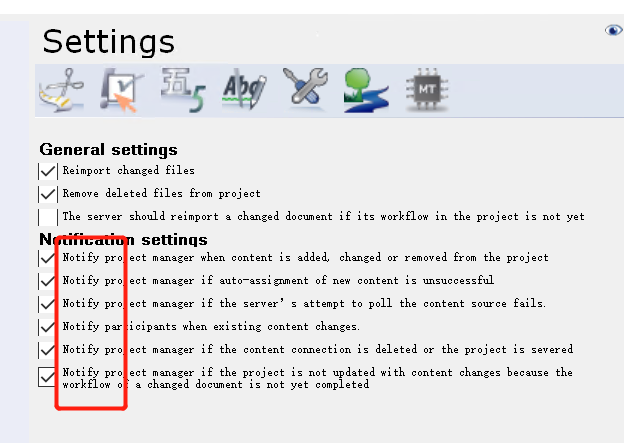 Settings
五5
Abg
MT
General settings
Reimport changed files
Remove deleted files from project
The server should reimport a changed document if its workflow in the project is not yet
Notification settings
Notify project manager when content is added, changed or removed from the project
Notify project manager if auto-assignment of new content is unsuccessful
Notify project manager if the server's attempt to poll the content source fails.
Notify participants when existing content changes.
Notify project manager if the content connection is deleted or the project is severed
Notify project manager if the project is not updated with content changes because the
workflow of a changed document is not yet completed